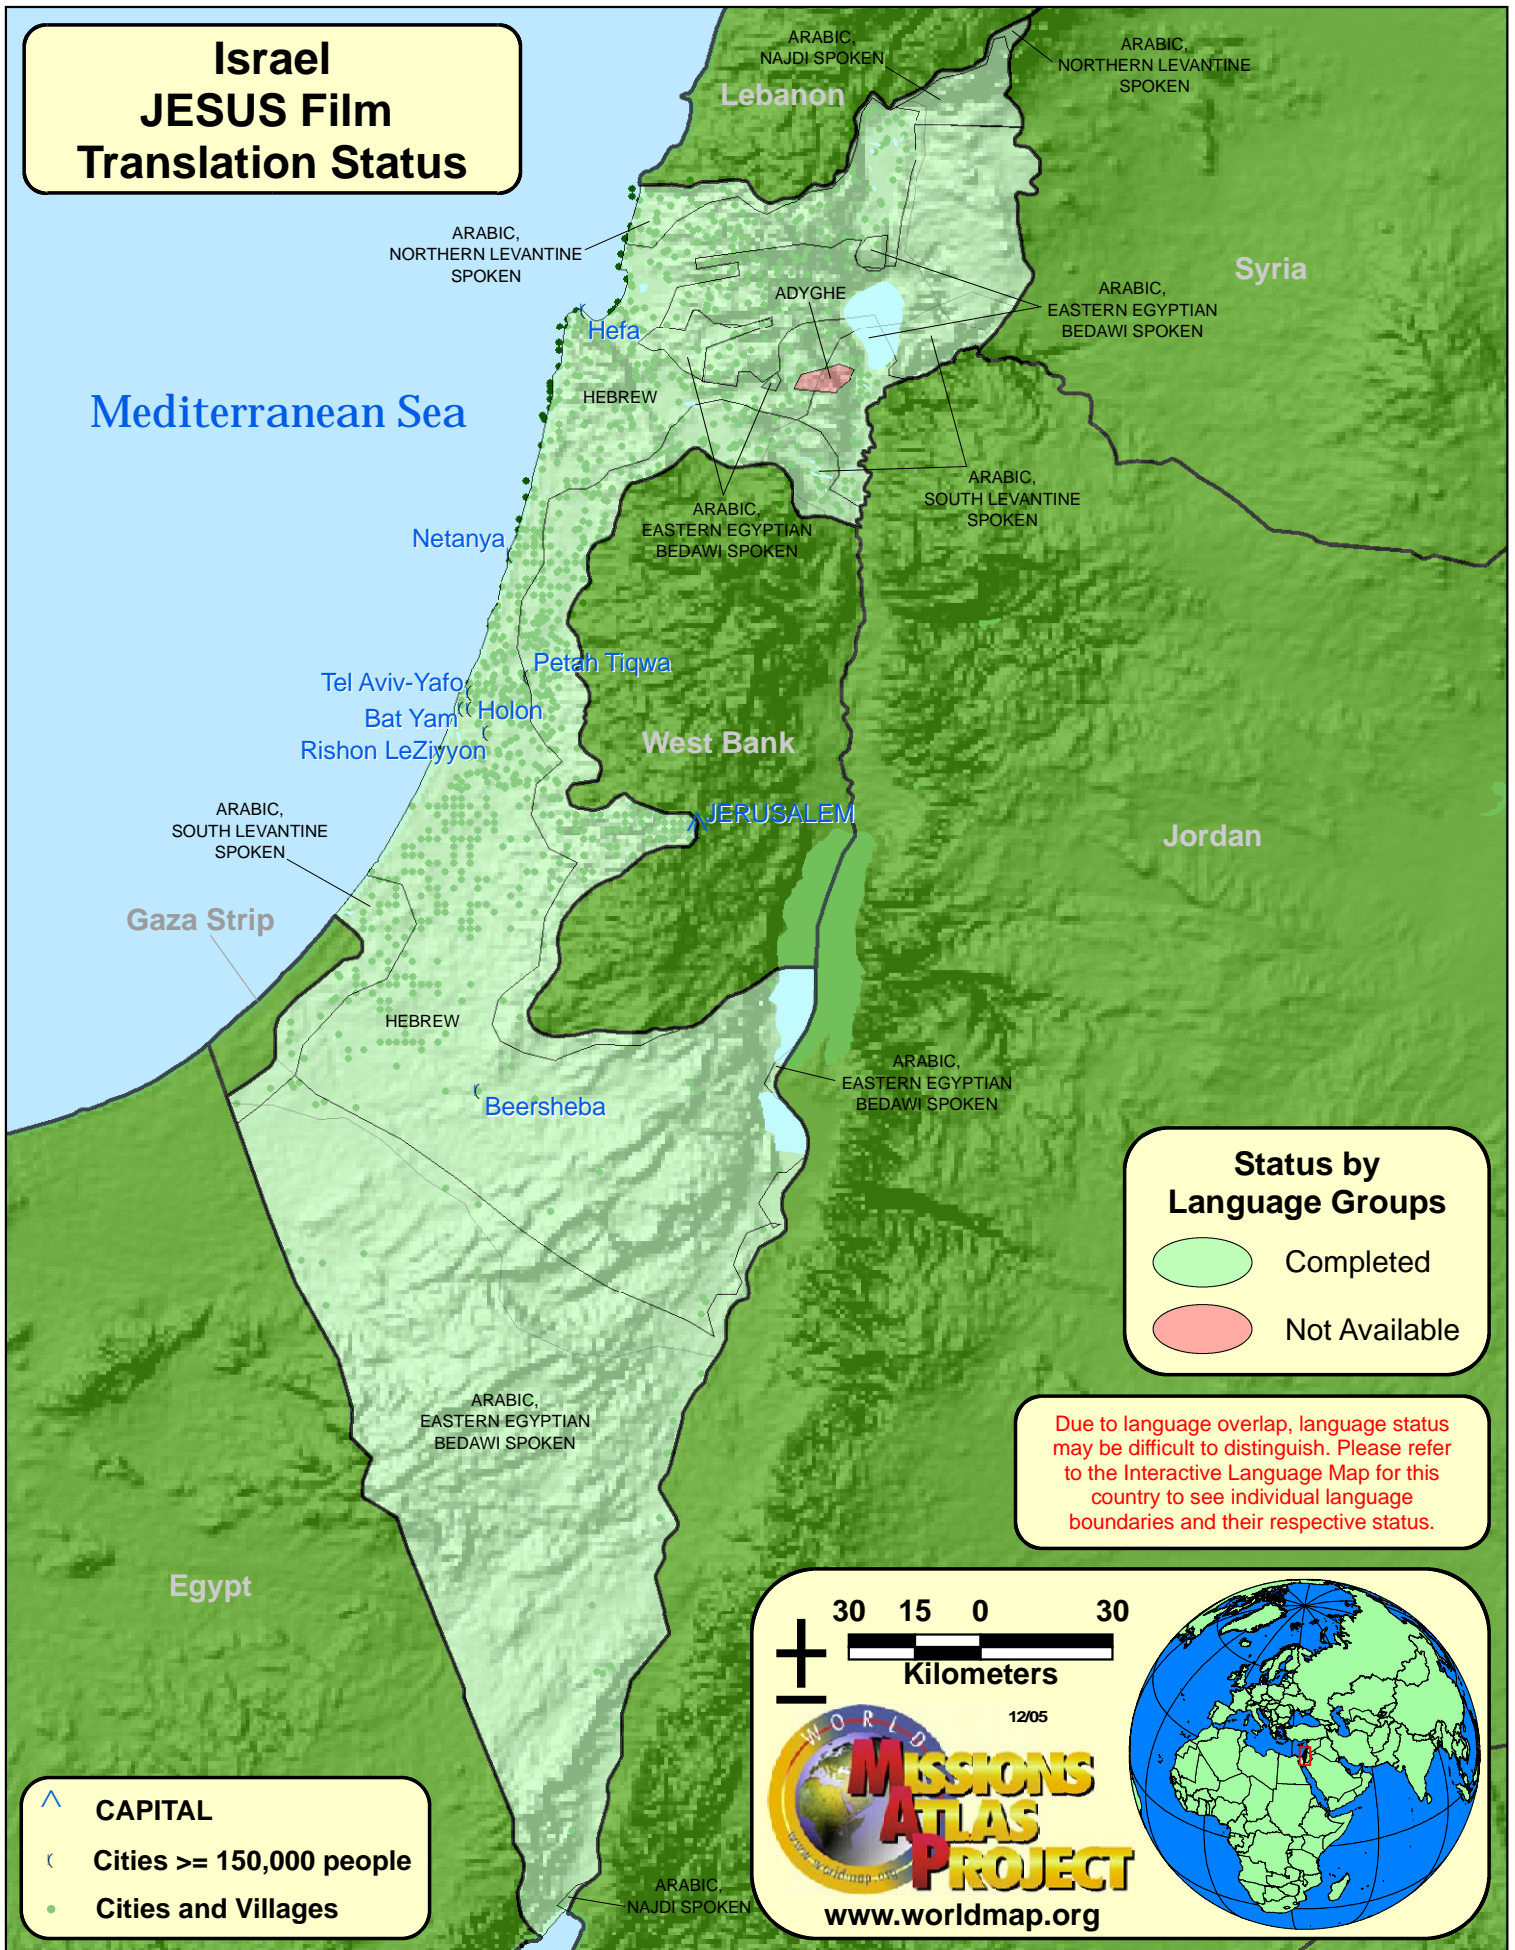 Israel
JESUS Film
Translation Status
ARABIC,
NAJDI SPOKEN
ARABIC,
NORTHERN LEVANTINE
SPOKEN
Lebanon
ARABIC,
NORTHERN LEVANTINE
SPOKEN
Syria
ADYGHE
ARABIC,
EASTERN EGYPTIAN
BEDAWI SPOKEN
Hefa
HEBREW
Mediterranean Sea
ARABIC,
SOUTH LEVANTINE
SPOKEN
ARABIC,
EASTERN EGYPTIAN
BEDAWI SPOKEN
Netanya
Petah Tiqwa
Tel Aviv-Yafo
Holon
Bat Yam
Rishon LeZiyyon
West Bank
JERUSALEM
ARABIC,
SOUTH LEVANTINE
SPOKEN
Jordan
Gaza Strip
HEBREW
ARABIC,
EASTERN EGYPTIAN
BEDAWI SPOKEN
Beersheba
Status by
Language Groups
Completed
Not Available
ARABIC,
EASTERN EGYPTIAN
BEDAWI SPOKEN
Due to language overlap, language status
may be difficult to distinguish. Please refer
to the Interactive Language Map for this
country to see individual language
boundaries and their respective status.
Egypt
30 15 0 30
Kilometers
12/05
WORLD
MISSIONS
ATLAS
PROJECT
www.worldmap.org
www.worldmap.org
CAPITAL
Cities >= 150,000 people
Cities and Villages
ARABIC,
NAJDI SPOKEN